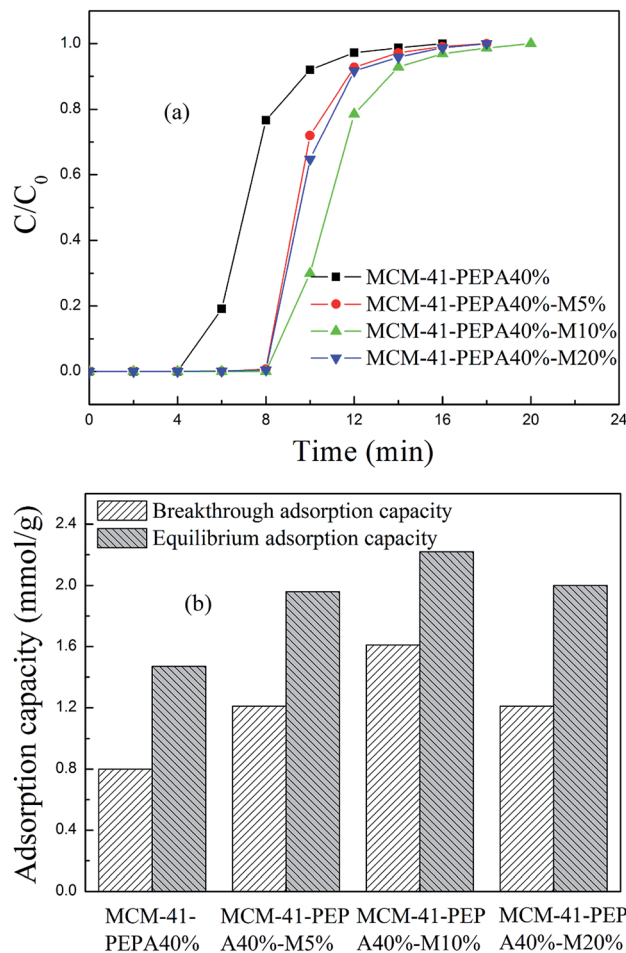 1.0
0.8
0.6
0.4
0.2
0.0
C/C0
(a)
MCM-41-PEPA40%
MCM-41-PEPA40%-M5%
MCM-41-PEPA40%-M10%
MCM-41-PEPA40%-M20%
0 4 8 12 16 20 24
Time (min)
2.4
2.0
1.6
1.2
0.8
0.4
0.0
Adsorption capacity (mmol/g)
Breakthrough adsorption capacity
Equilibrium adsorption capacity
(b)
MCM-41- MCM-41-PEP MCM-41-PEP MCM-41-PEP
PEPA40% A40%-M5% A40%-M10% A40%-M20%